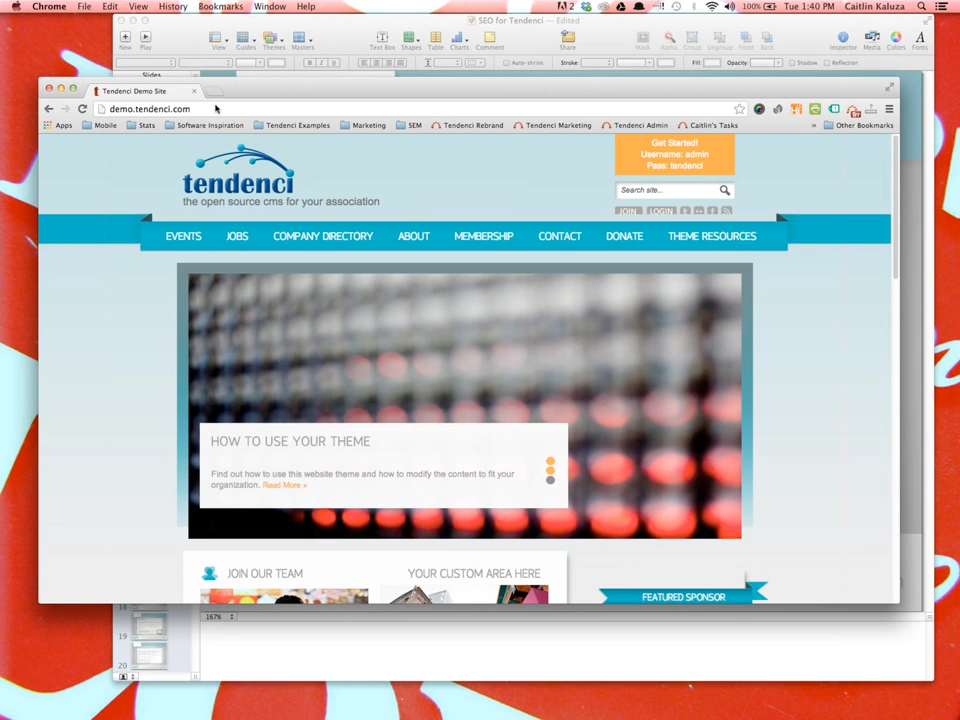 Chrome File Edit View History Bookmarks Window Help 2 100% Tue 1:40 PM Caitlin Kaluza
SEO for Tendenci — Edited
New Play View Guides Themes Masters Text Box Shapes Table Charts Comment Share Mask Alpha Group Ungroup Front Back Inspector Media Colors Fonts
B I U Auto-shrink Stroke: Fill: Opacity: Shadow Reflection
Slides
Tendenci Demo Site
demo.tendenci.com
Apps Mobile Stats Software Inspiration Tendenci Examples Marketing SEM Tendenci Rebrand Tendenci Marketing Tendenci Admin Caitlin's Tasks » Other Bookmarks
Get Started!
Username: admin
Pass: tendenci
tendenci
the open source cms for your association
Search site...
JOIN LOGIN
EVENTS JOBS COMPANY DIRECTORY ABOUT MEMBERSHIP CONTACT DONATE THEME RESOURCES
HOW TO USE YOUR THEME
Find out how to use this website theme and how to modify the content to fit your
organization. Read More »
JOIN OUR TEAM YOUR CUSTOM AREA HERE
FEATURED SPONSOR
18
167%
19
20